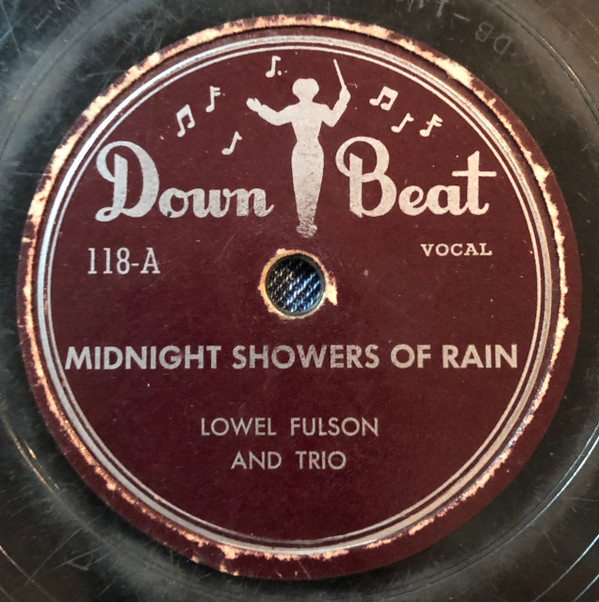 Down Beat
118-A
VOCAL
MIDNIGHT SHOWERS OF RAIN
LOWEL FULSON
AND TRIO